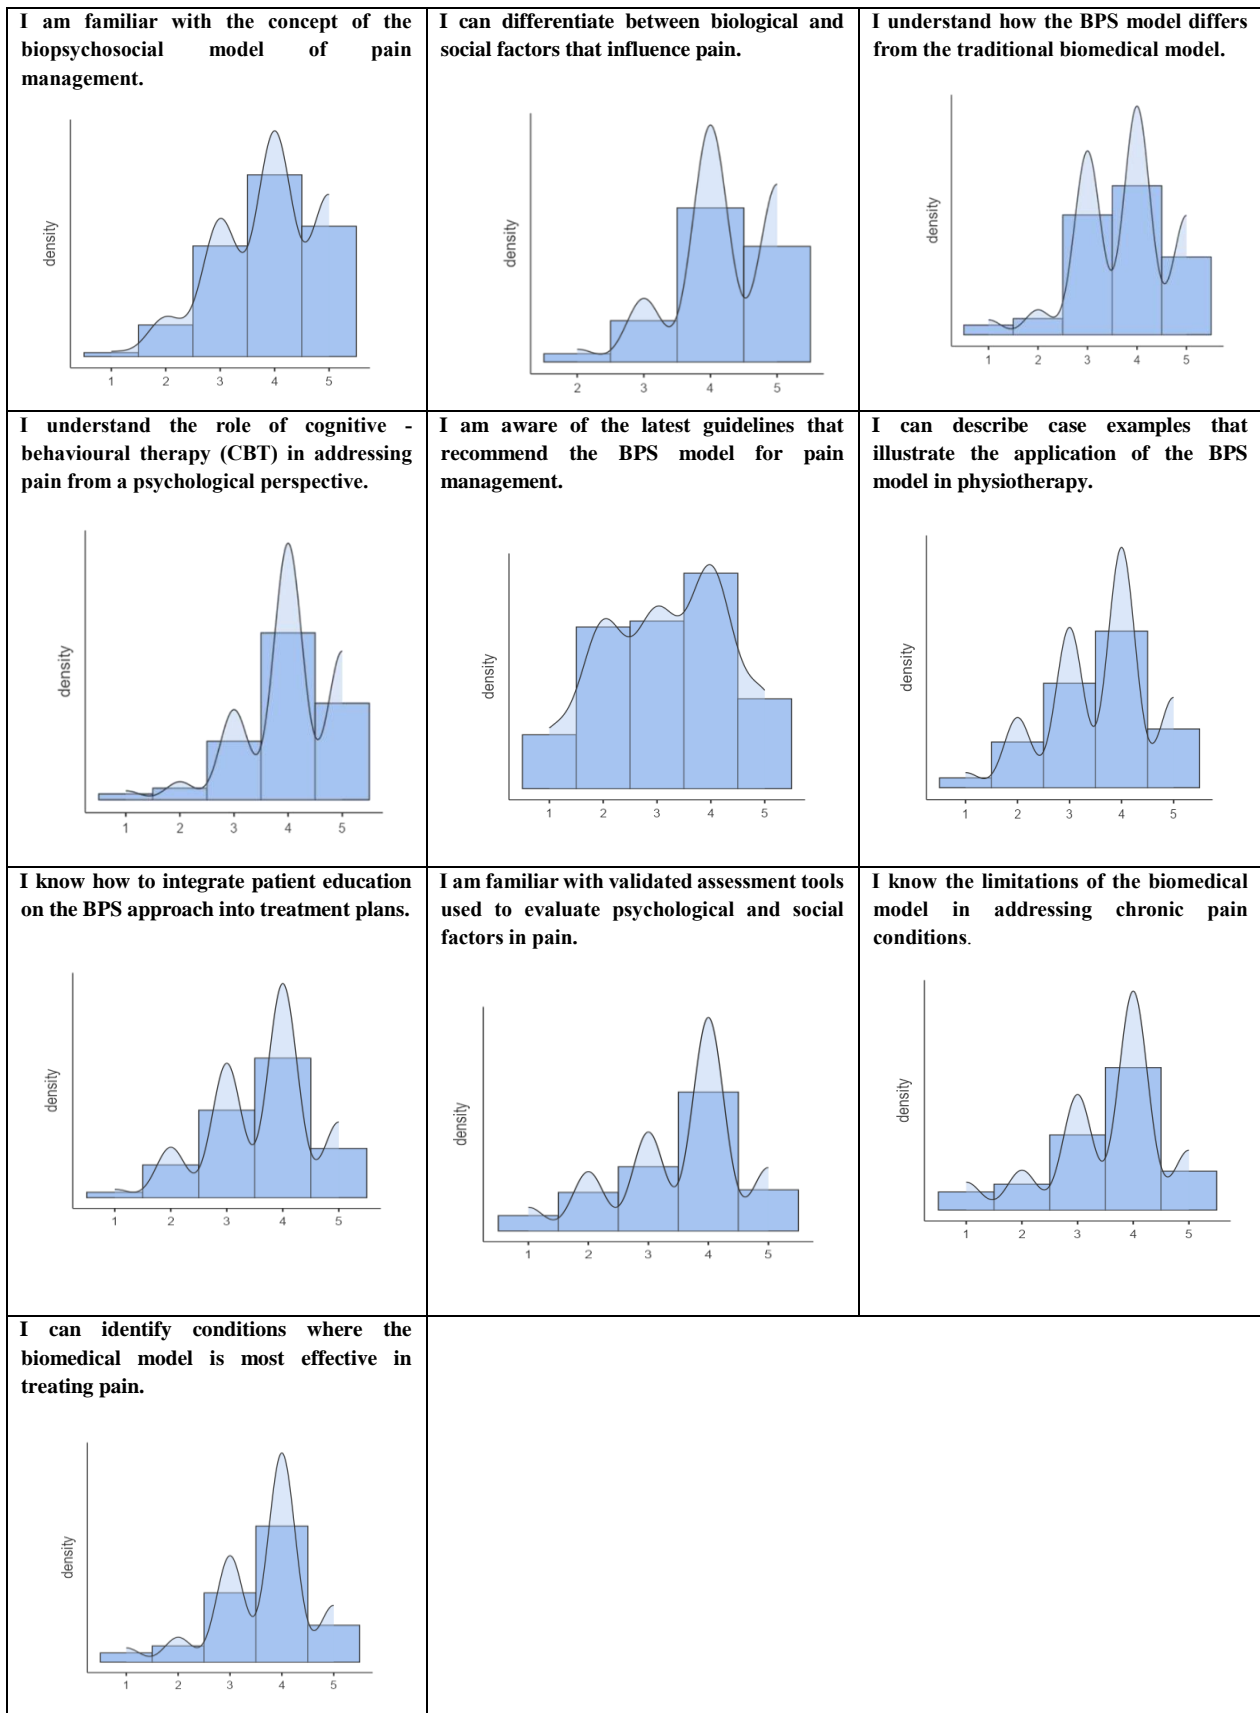 I am familiar with the concept of the
biopsychosocial model of pain
management.
density
1 2 3 4 5
I can differentiate between biological and
social factors that influence pain.
density
2 3 4 5
I understand how the BPS model differs
from the traditional biomedical model.
density
1 2 3 4 5
I understand the role of cognitive -
behavioural therapy (CBT) in addressing
pain from a psychological perspective.
density
1 2 3 4 5
I am aware of the latest guidelines that
recommend the BPS model for pain
management.
density
1 2 3 4 5
I can describe case examples that
illustrate the application of the BPS
model in physiotherapy.
density
1 2 3 4 5
I know how to integrate patient education
on the BPS approach into treatment plans.
density
1 2 3 4 5
I am familiar with validated assessment tools
used to evaluate psychological and social
factors in pain.
density
1 2 3 4 5
I know the limitations of the biomedical
model in addressing chronic pain
conditions.
density
1 2 3 4 5
I can identify conditions where the
biomedical model is most effective in
treating pain.
density
1 2 3 4 5